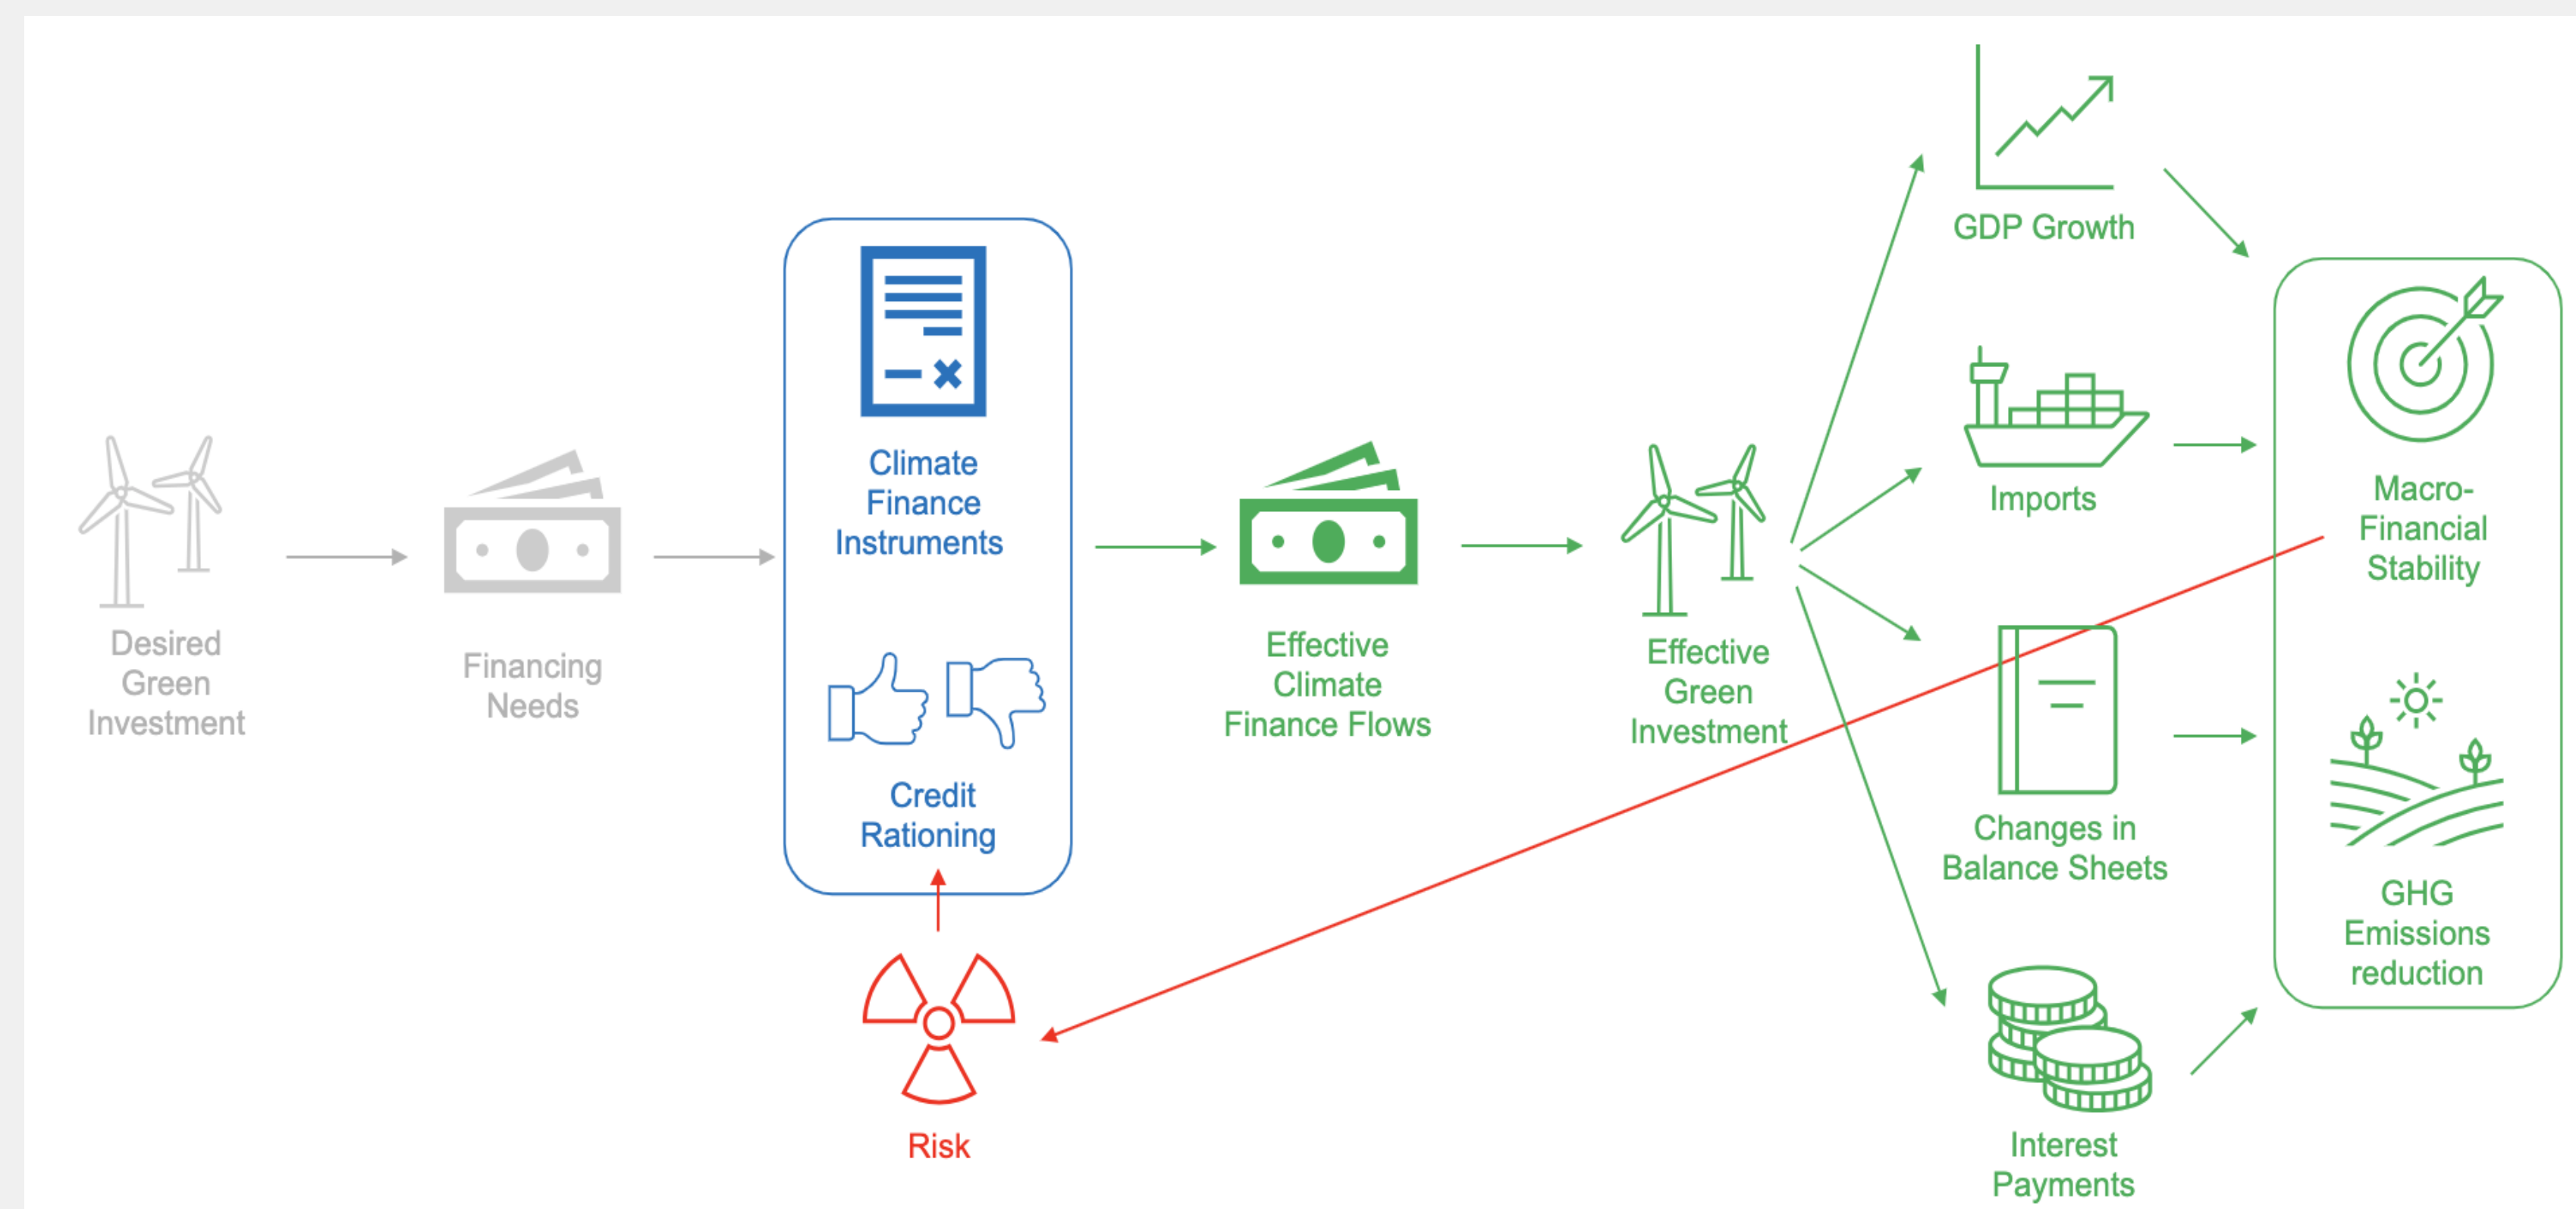 Desired
Green
Investment
Financing
Needs
Climate
Finance
Instruments
Credit
Rationing
Risk
Effective
Climate
Finance Flows
Effective
Green
Investment
GDP Growth
Imports
Changes in
Balance Sheets
Interest
Payments
Macro-
Financial
Stability
GHG
Emissions
reduction